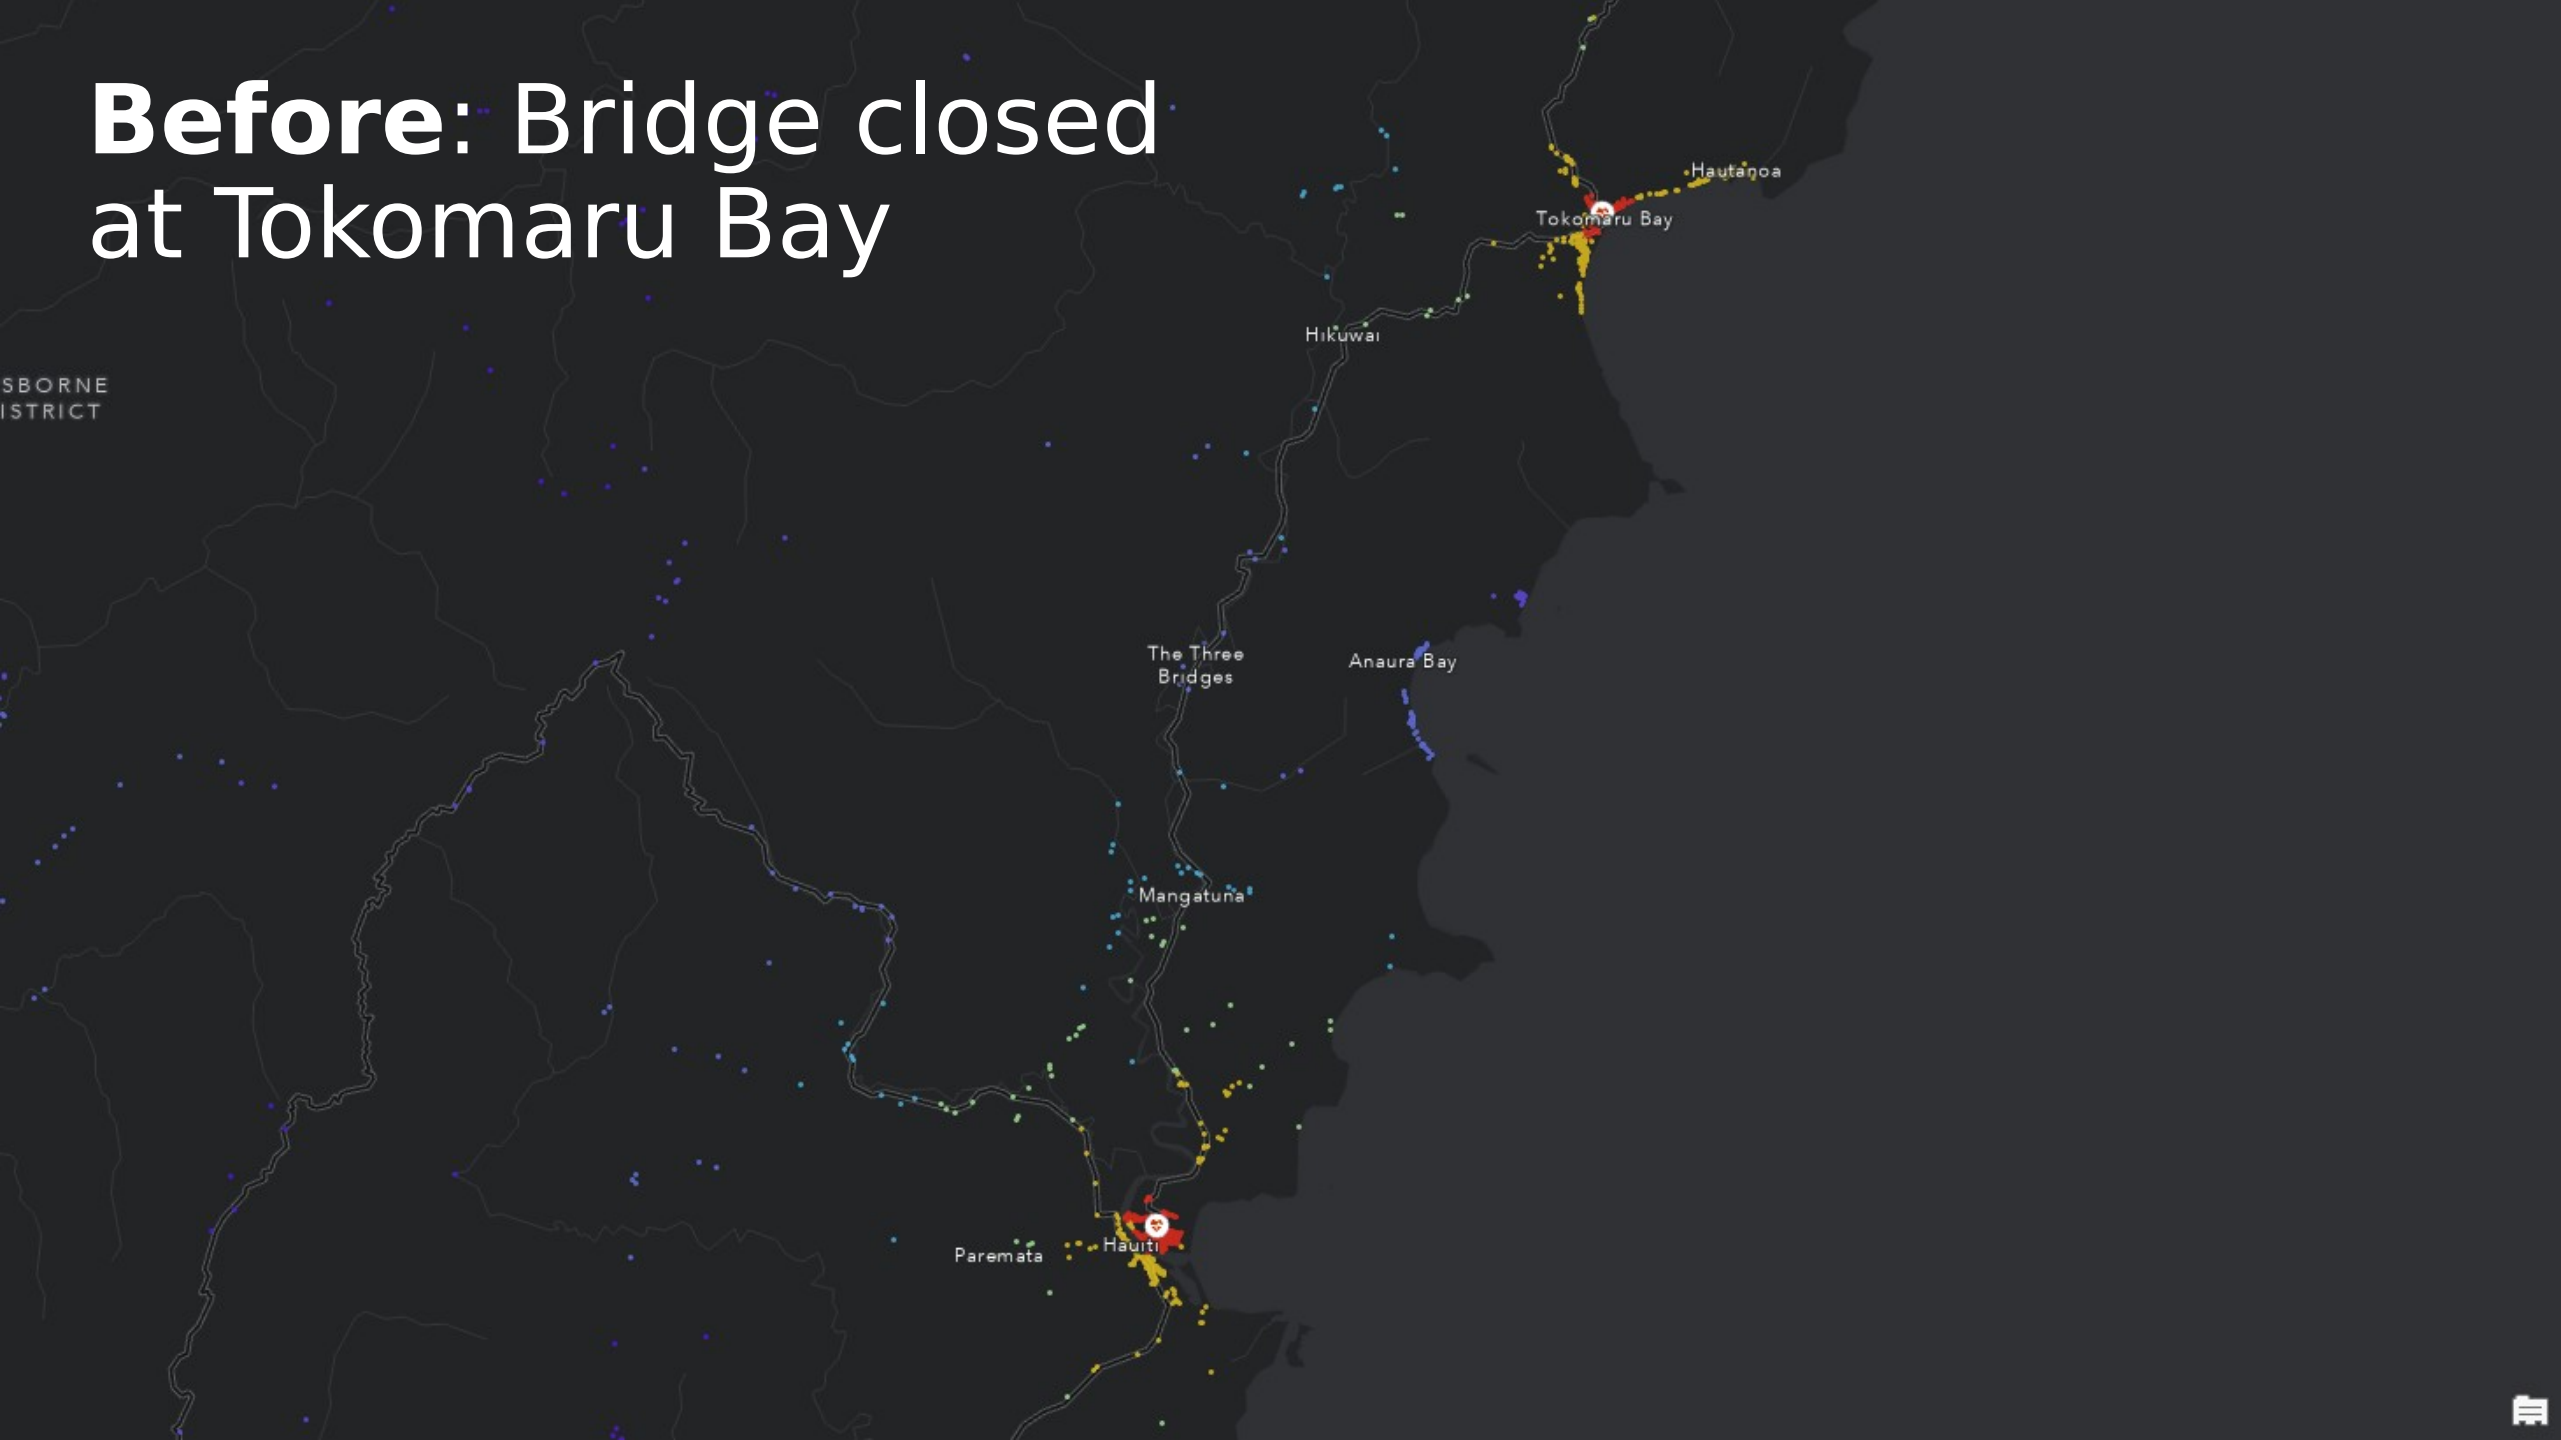 Before: Bridge closed
at Tokomaru Bay
Hautanoa
Tokomaru Bay
Hikuwai
SBORNE
ISTRICT
The Three
Bridges
Anaura Bay
Mangatuna
Hauiti
Paremata